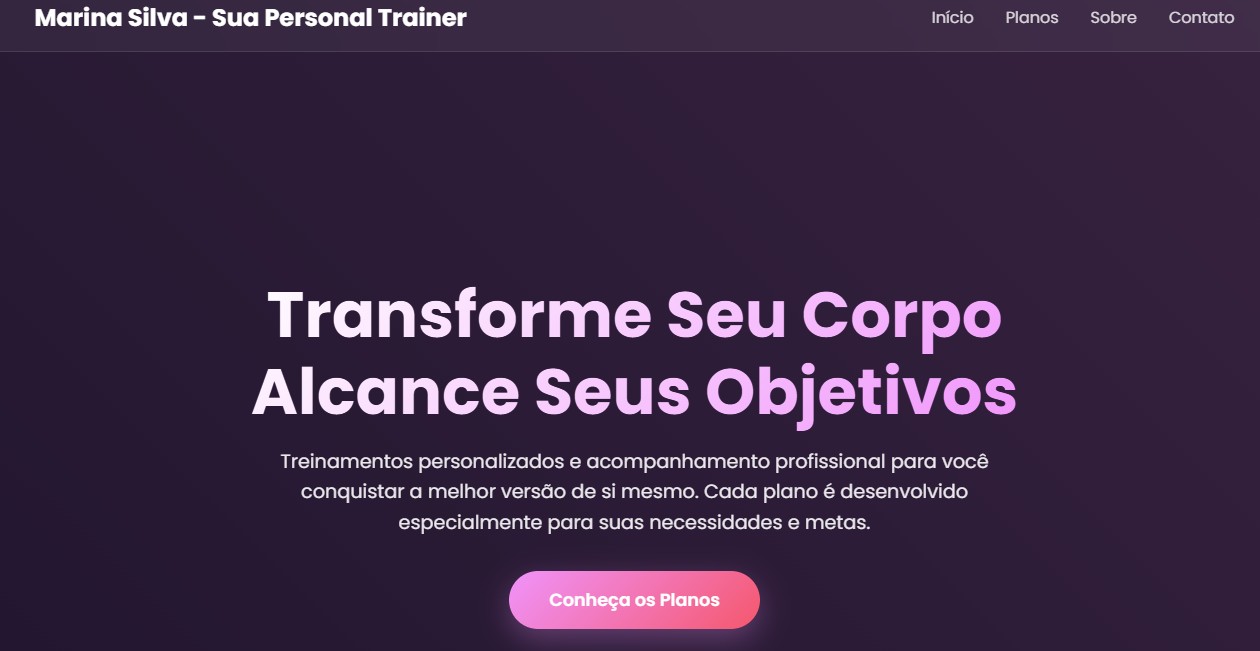 Marina Silva - Sua Personal Trainer
Início
Planos
Sobre
Contato
Transforme Seu Corpo
Alcance Seus Objetivos
Treinamentos personalizados e acompanhamento profissional para você
conquistar a melhor versão de si mesmo. Cada plano é desenvolvido
especialmente para suas necessidades e metas.
Conheça os Planos